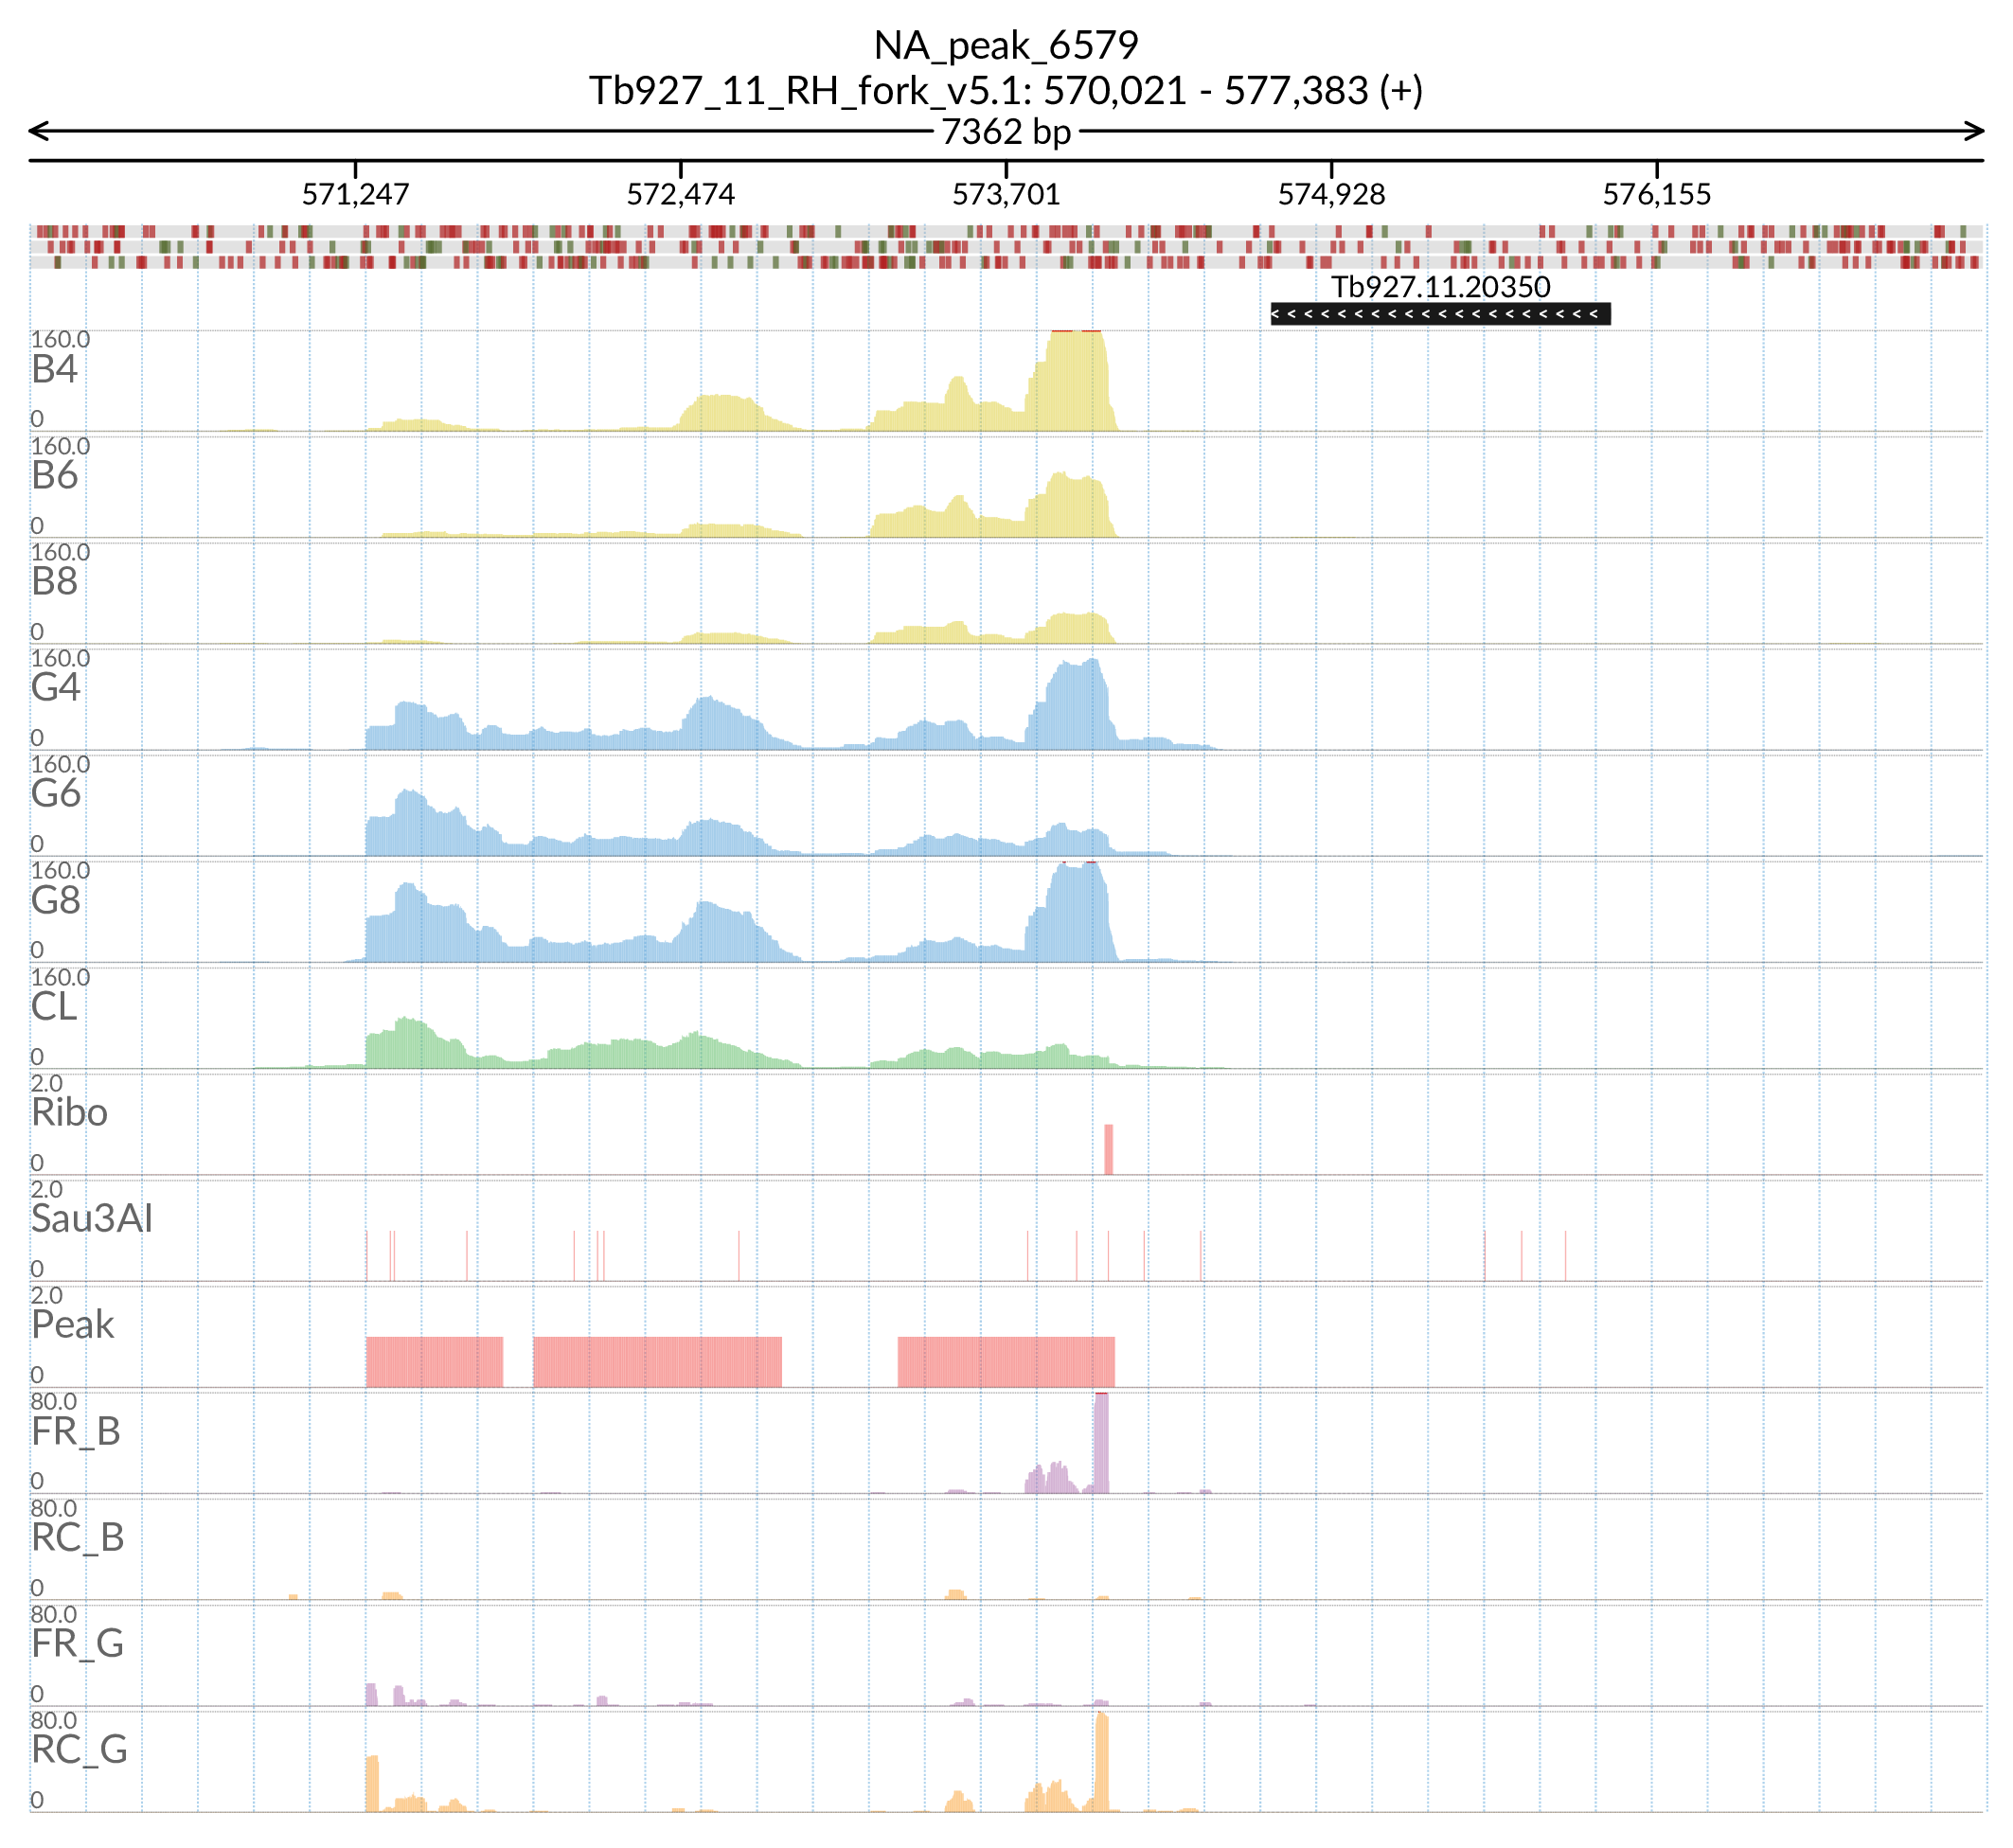 NA_peak_6579
Tb927_11_RH_fork_v5.1: 570,021 - 577,383 (+)
7362 bp
571,247 572,474 573,701 574,928 576,155
Tb927.11.20350
160.0
B4
0
160.0
B6
0
160.0
B8
0
160.0
G4
0
160.0
G6
0
160.0
G8
0
160.0
CL
0
2.0
Ribo
0
2.0
Sau3AI
0
2.0
Peak
0
80.0
FR_B
0
80.0
RC_B
0
80.0
FR_G
0
80.0
RC_G
0